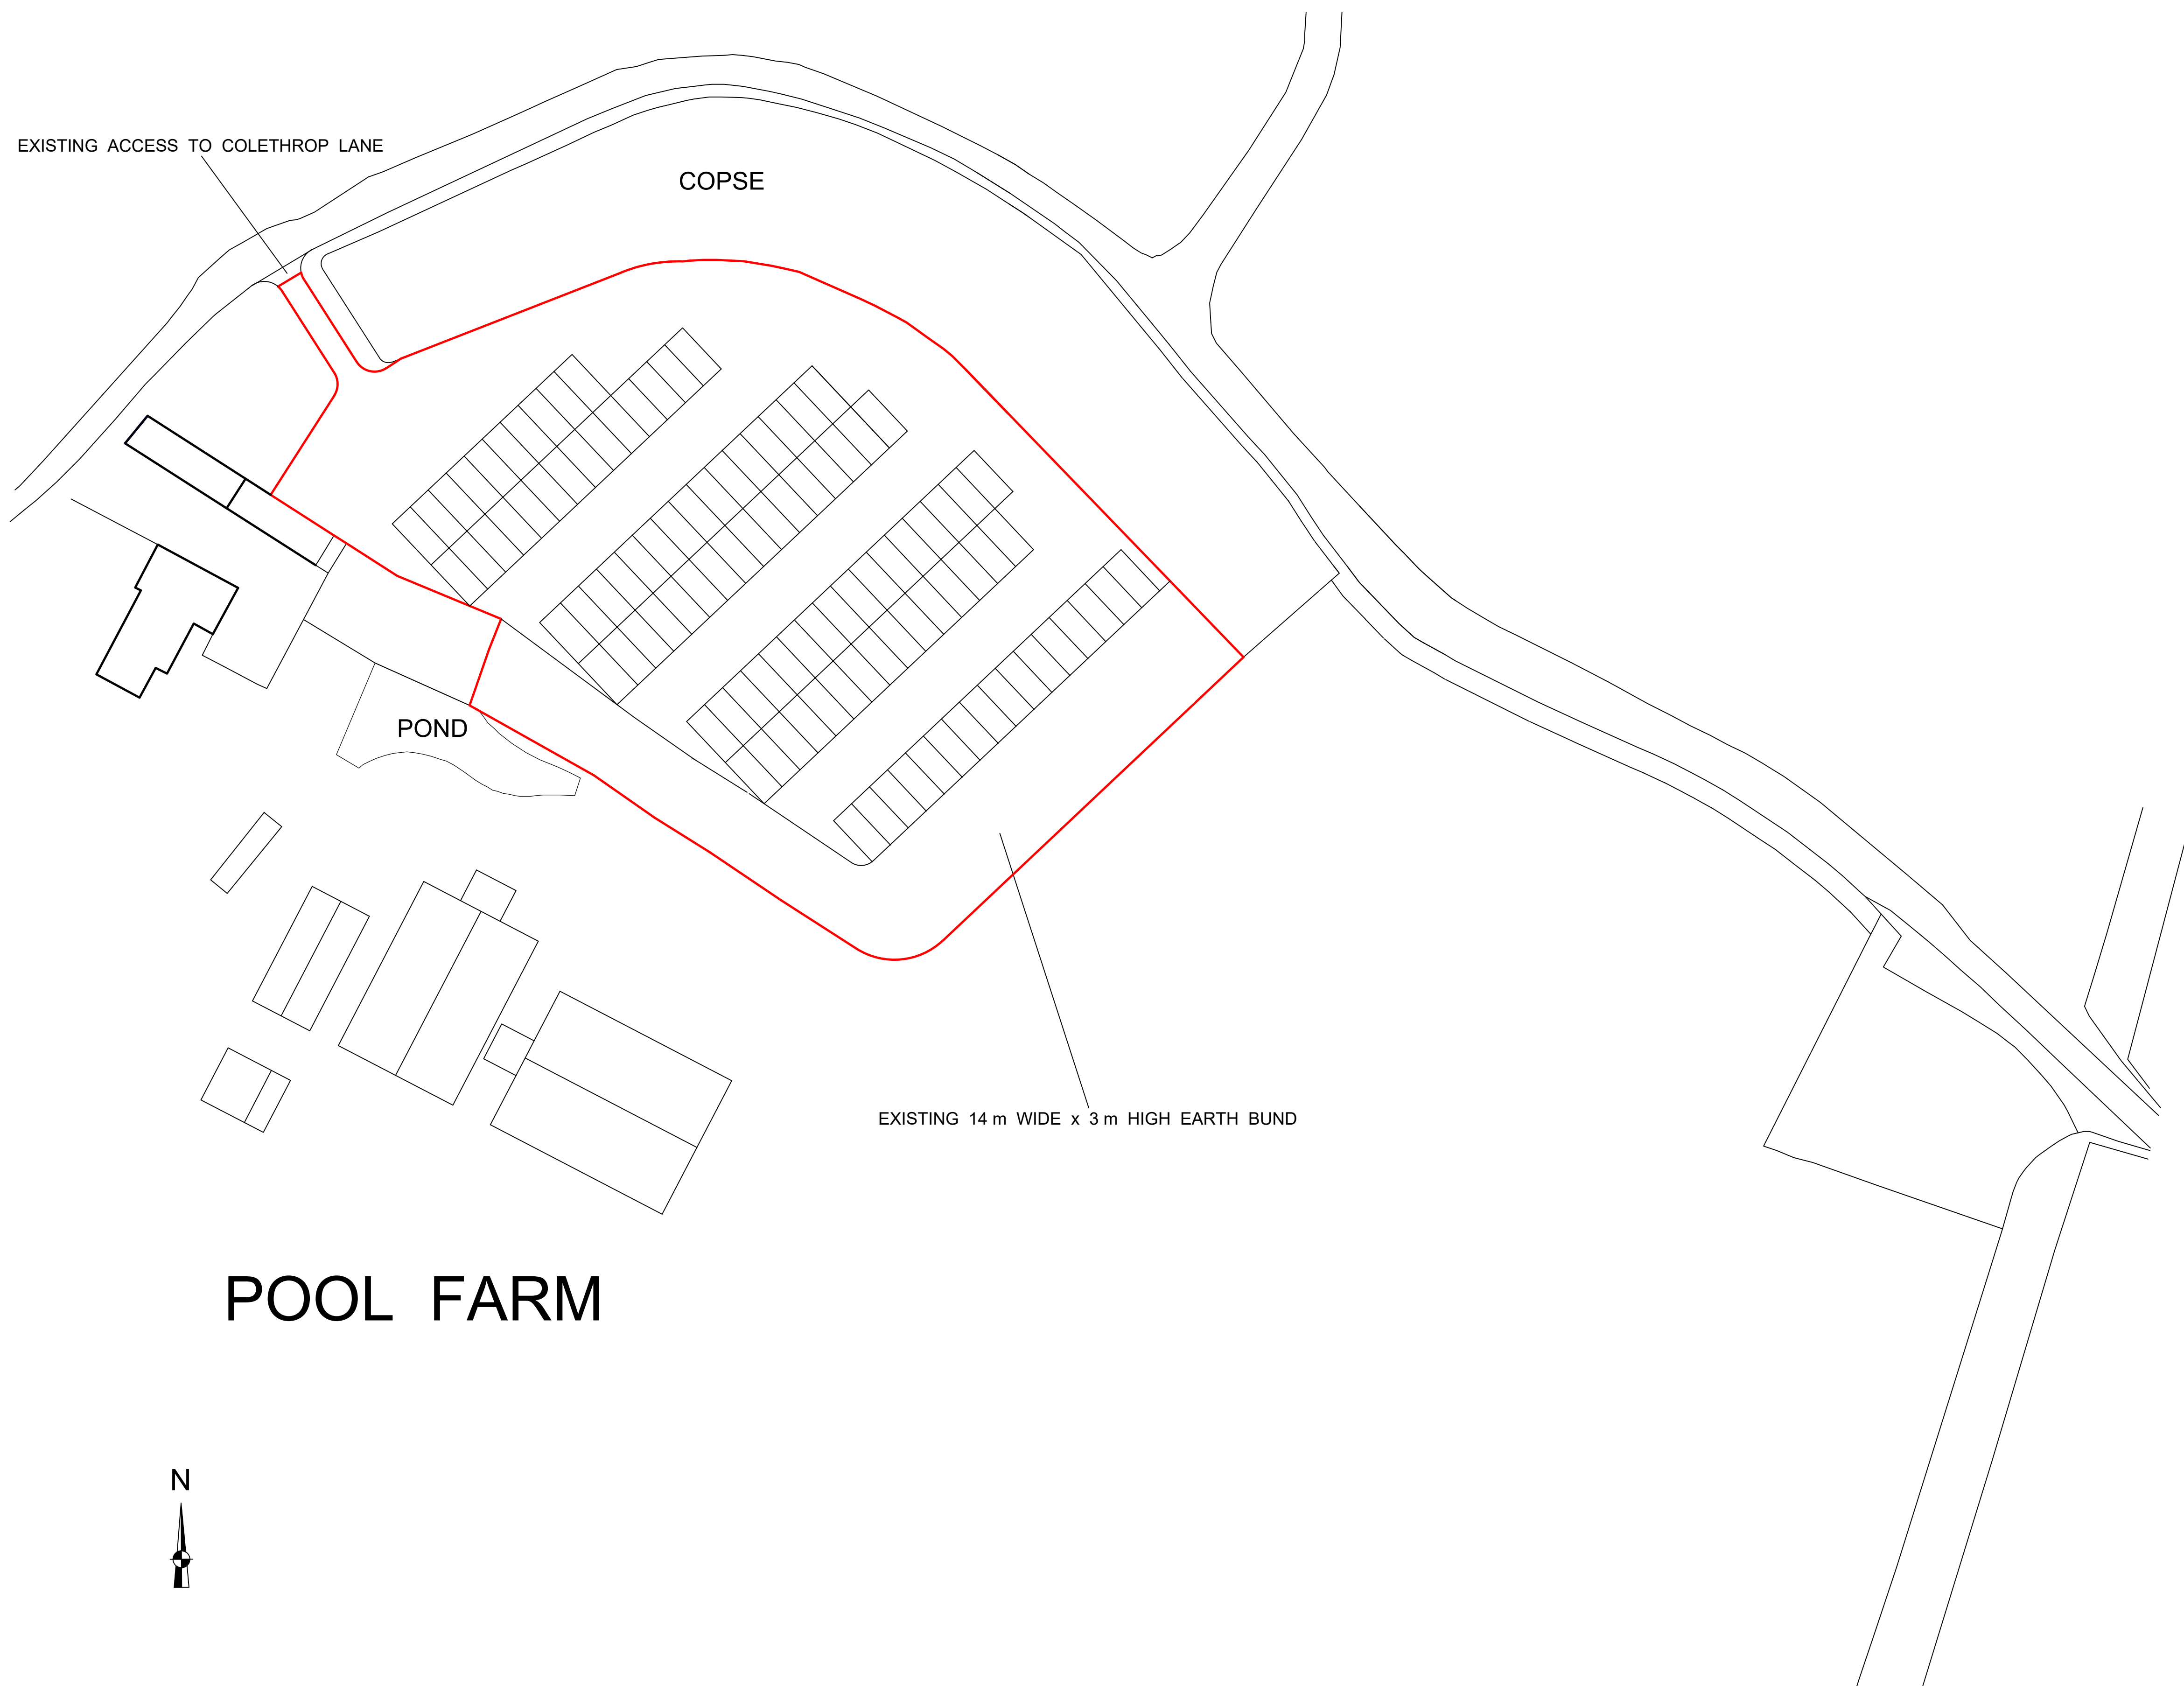 EXISTING ACCESS TO COLETHROP LANE
COPSE
POND
EXISTING 14 m WIDE x 3 m HIGH EARTH BUND
POOL FARM
N